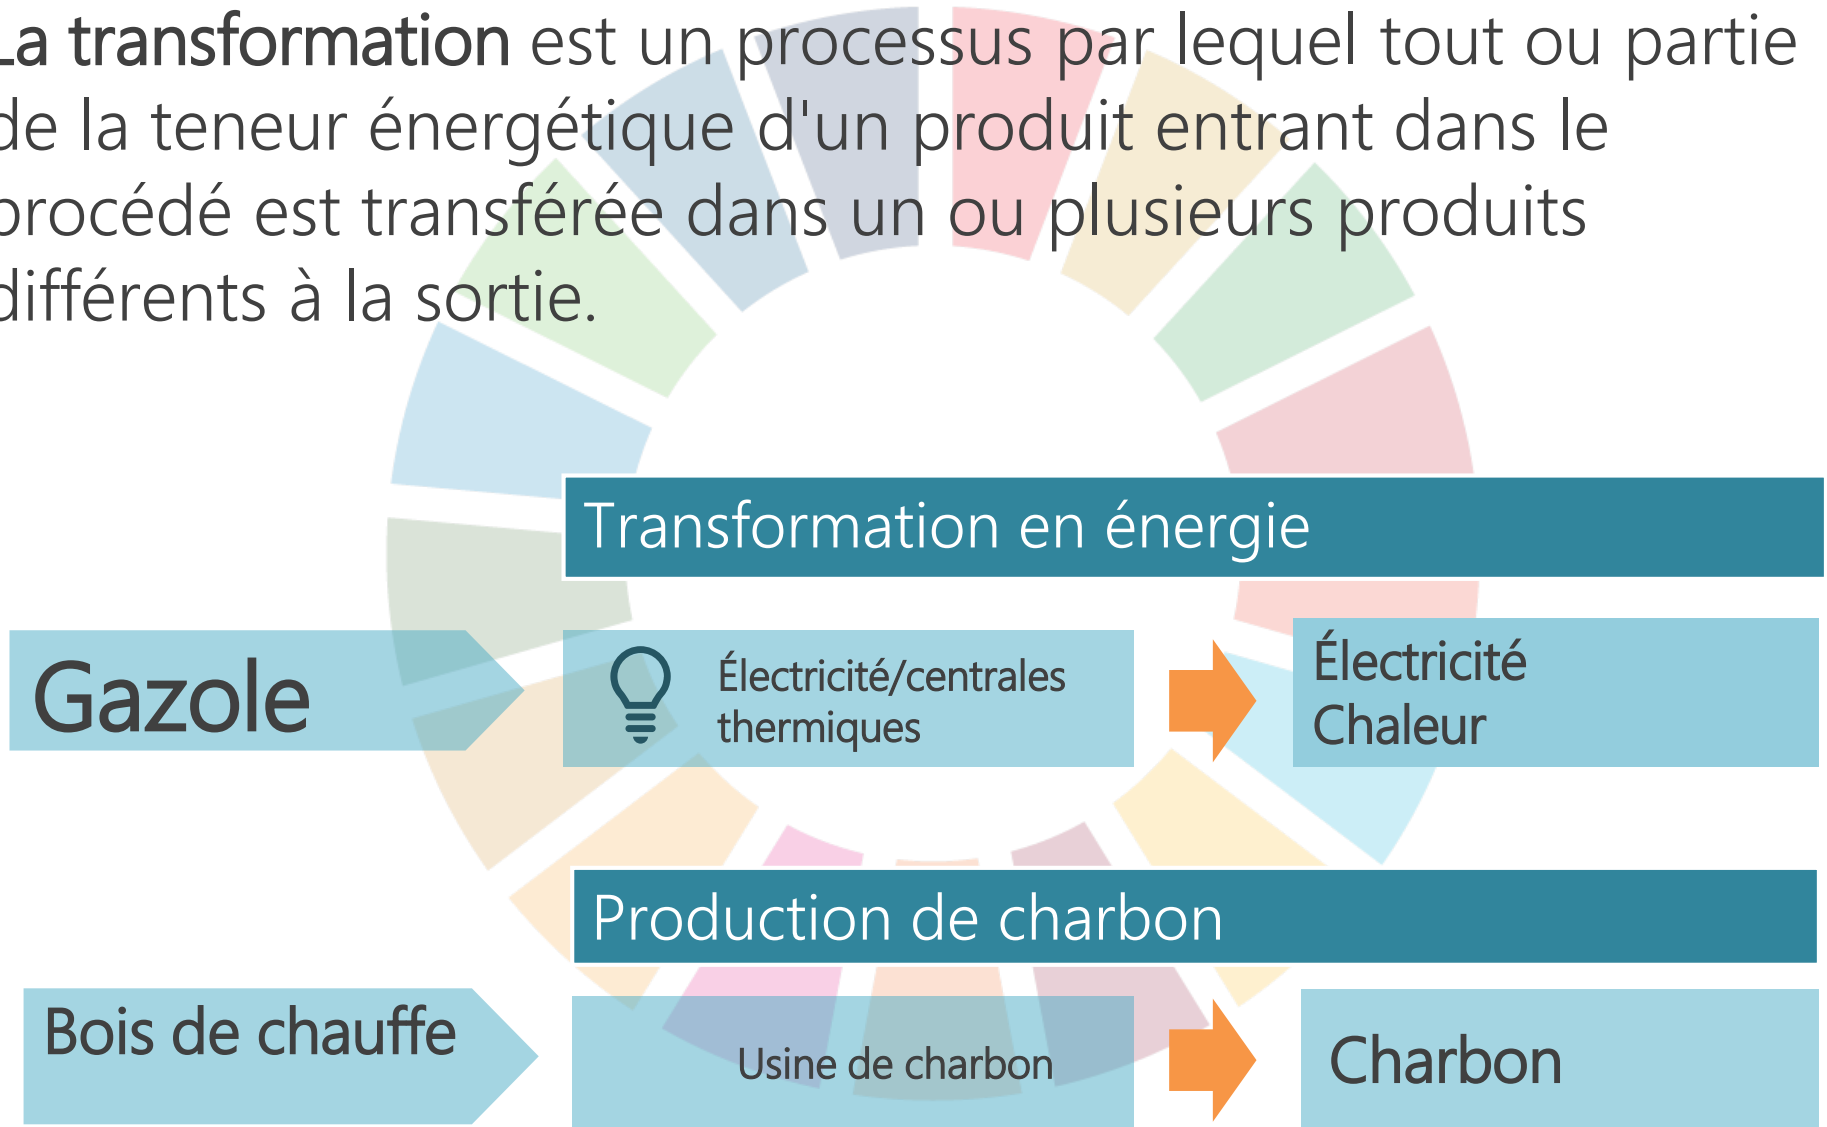 La transformation est un processus par lequel tout ou partie
de la teneur énergétique d'un produit entrant dans le
procédé est transférée dans un ou plusieurs produits
différents à la sortie.
Transformation en énergie
Gazole
Électricité/centrales
thermiques
Électricité
Chaleur
Production de charbon
Bois de chauffe
Usine de charbon
Charbon